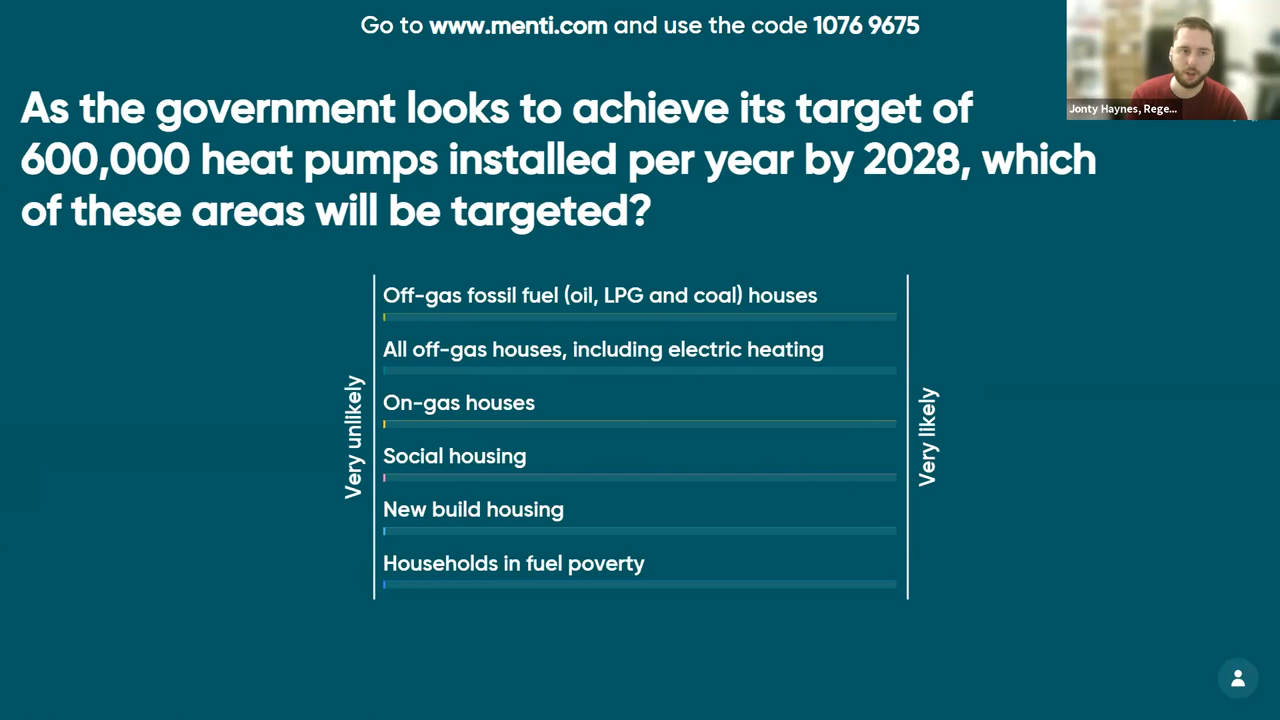 Go to www.menti.com and use the code 1076 9675
Jonty Haynes, Rege...
As the government looks to achieve its target of
600,000 heat pumps installed per year by 2028, which
of these areas will be targeted?
Very unlikely
Off-gas fossil fuel (oil, LPG and coal) houses
All off-gas houses, including electric heating
On-gas houses
Social housing
New build housing
Households in fuel poverty
Very likely